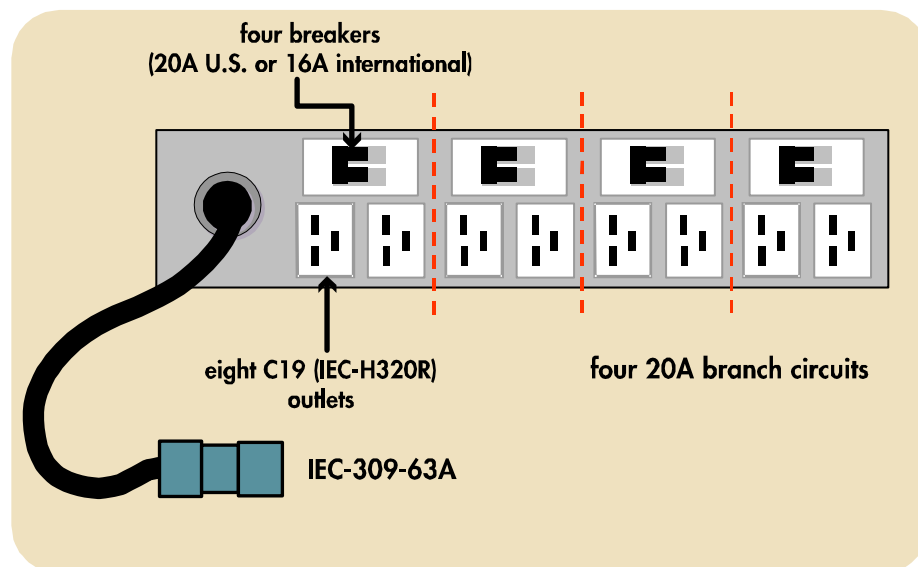 four breakers
(20A U.S. or 16A international)
eight C19 (IEC-H320R)
outlets
four 20A branch circuits
IEC-309-63A